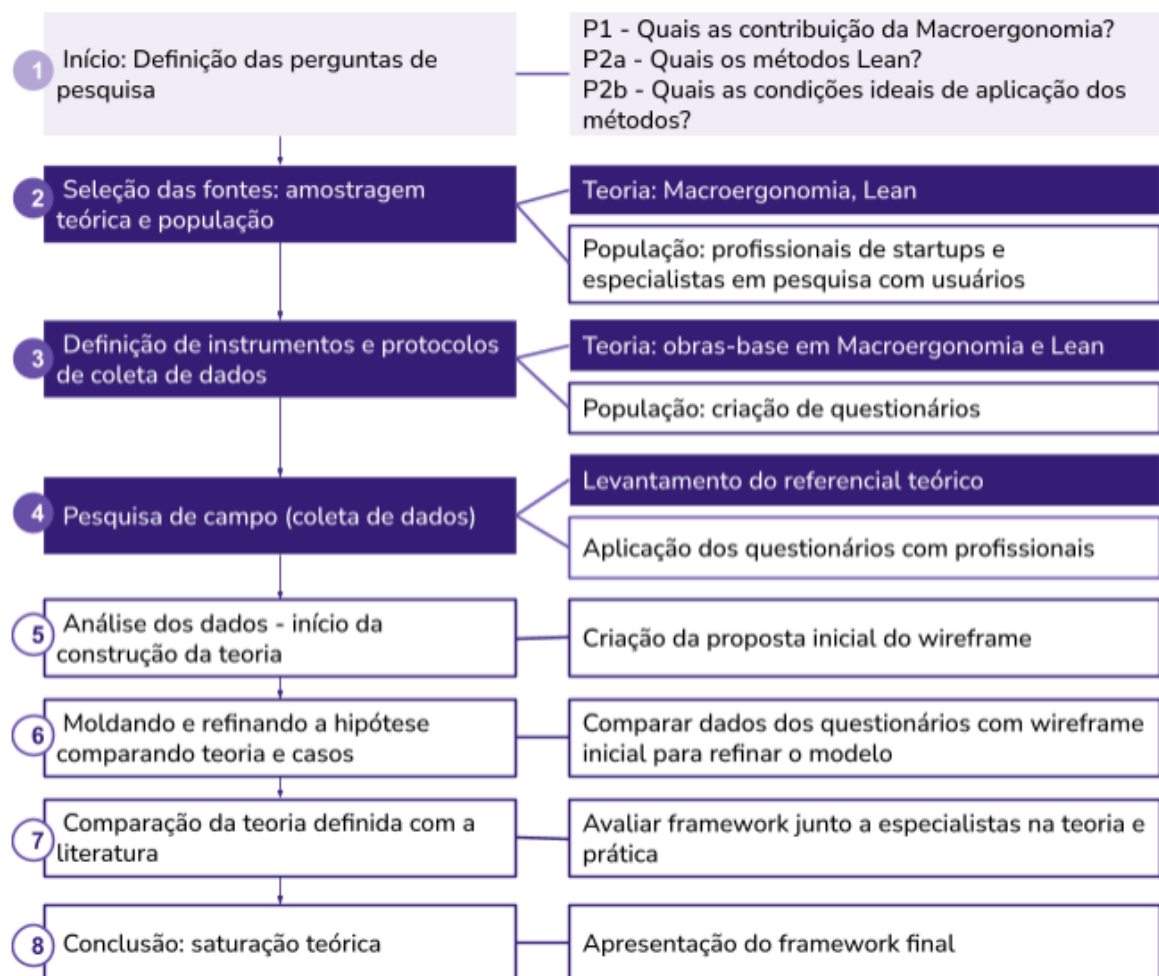 1
Início: Definição das perguntas de
pesquisa
P1 - Quais as contribuição da Macroergonomia?
P2a - Quais os métodos Lean?
P2b - Quais as condições ideais de aplicação dos
métodos?
2
Seleção das fontes: amostragem
teórica e população
Teoria: Macroergonomia, Lean
População: profissionais de startups e
especialistas em pesquisa com usuários
3
Definição de instrumentos e protocolos
de coleta de dados
Teoria: obras-base em Macroergonomia e Lean
População: criação de questionários
4
Pesquisa de campo (coleta de dados)
Levantamento do referencial teórico
Aplicação dos questionários com profissionais
5
Análise dos dados - início da
construção da teoria
Criação da proposta inicial do wireframe
6
Moldando e refinando a hipótese
comparando teoria e casos
Comparar dados dos questionários com wireframe
inicial para refinar o modelo
7
Comparação da teoria definida com a
literatura
Avaliar framework junto a especialistas na teoria e
prática
8
Conclusão: saturação teórica
Apresentação do framework final